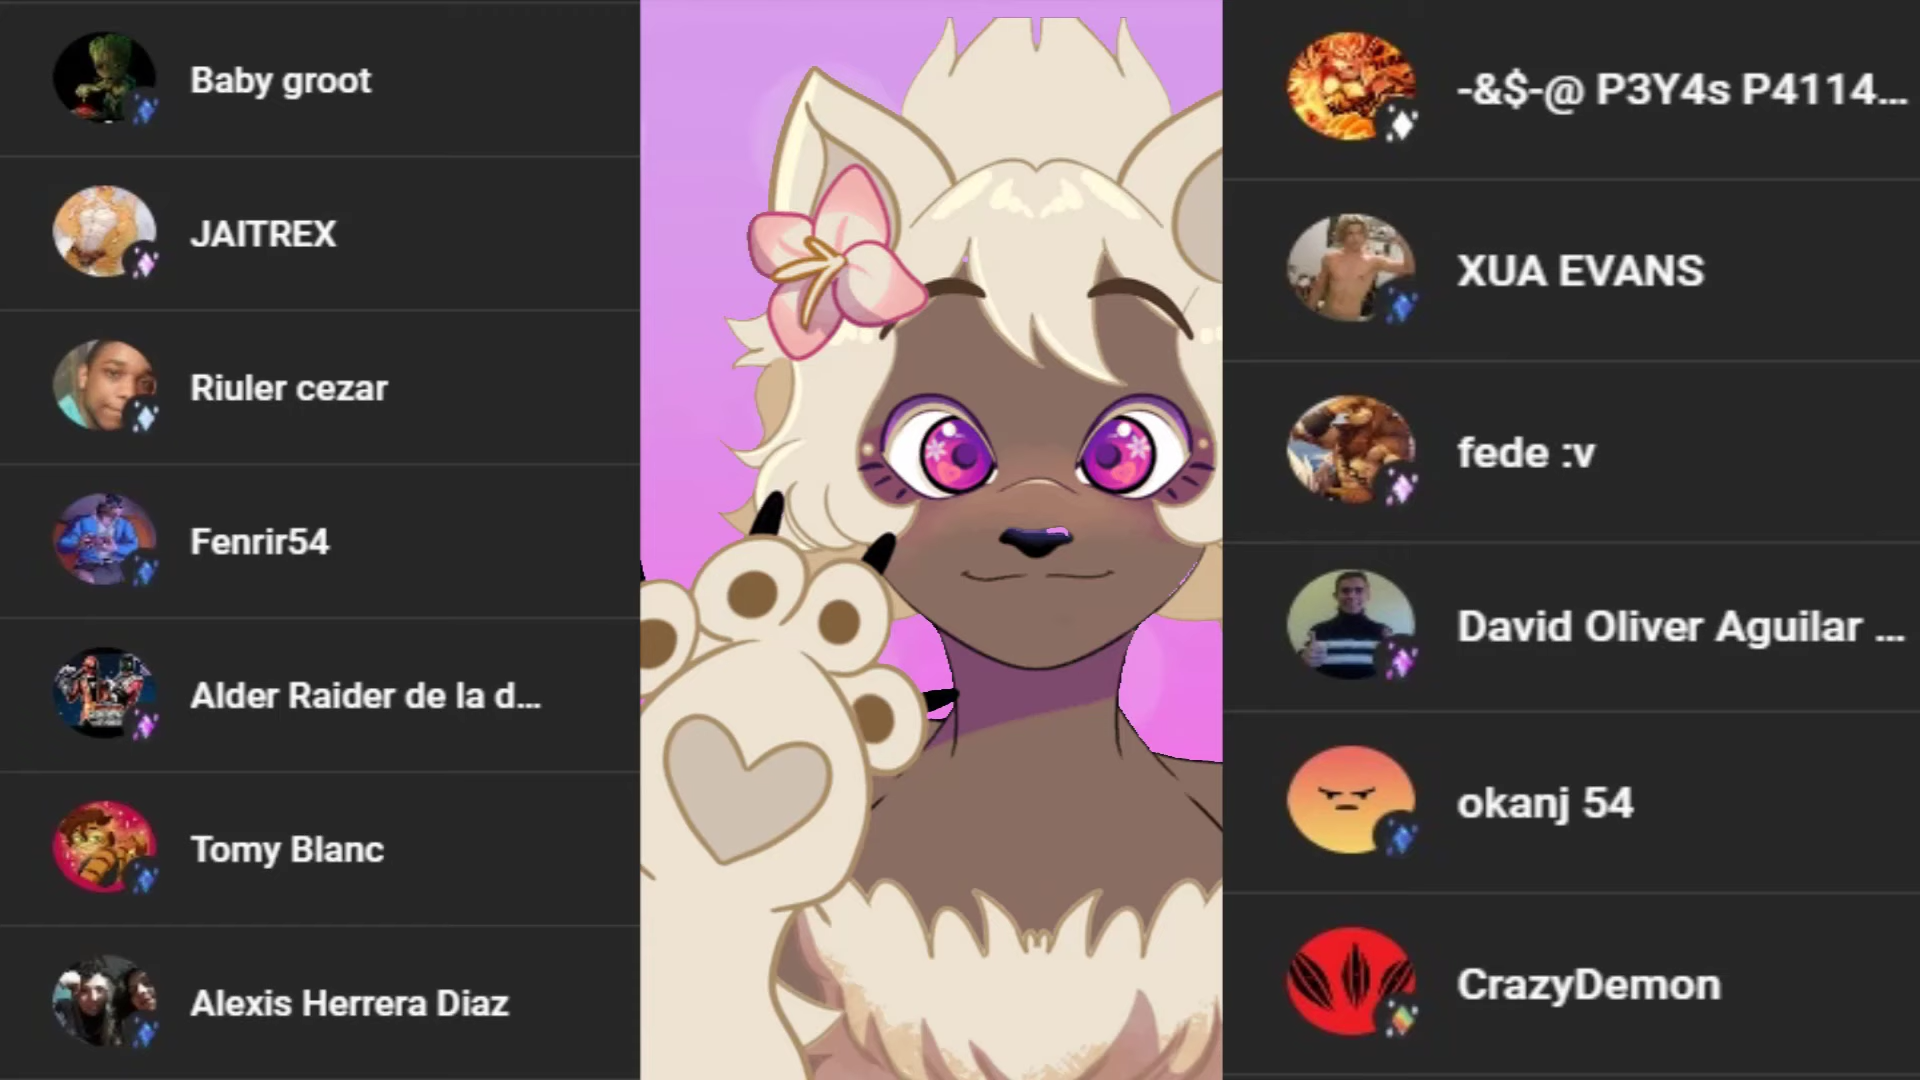 Baby groot
JAITREX
Riuler cezar
Fenrir54
Alder Raider de la d...
Tomy Blanc
Alexis Herrera Diaz
-&$-@ P3Y4s P4114...
XUA EVANS
fede :v
David Oliver Aguilar ...
okanj 54
CrazyDemon